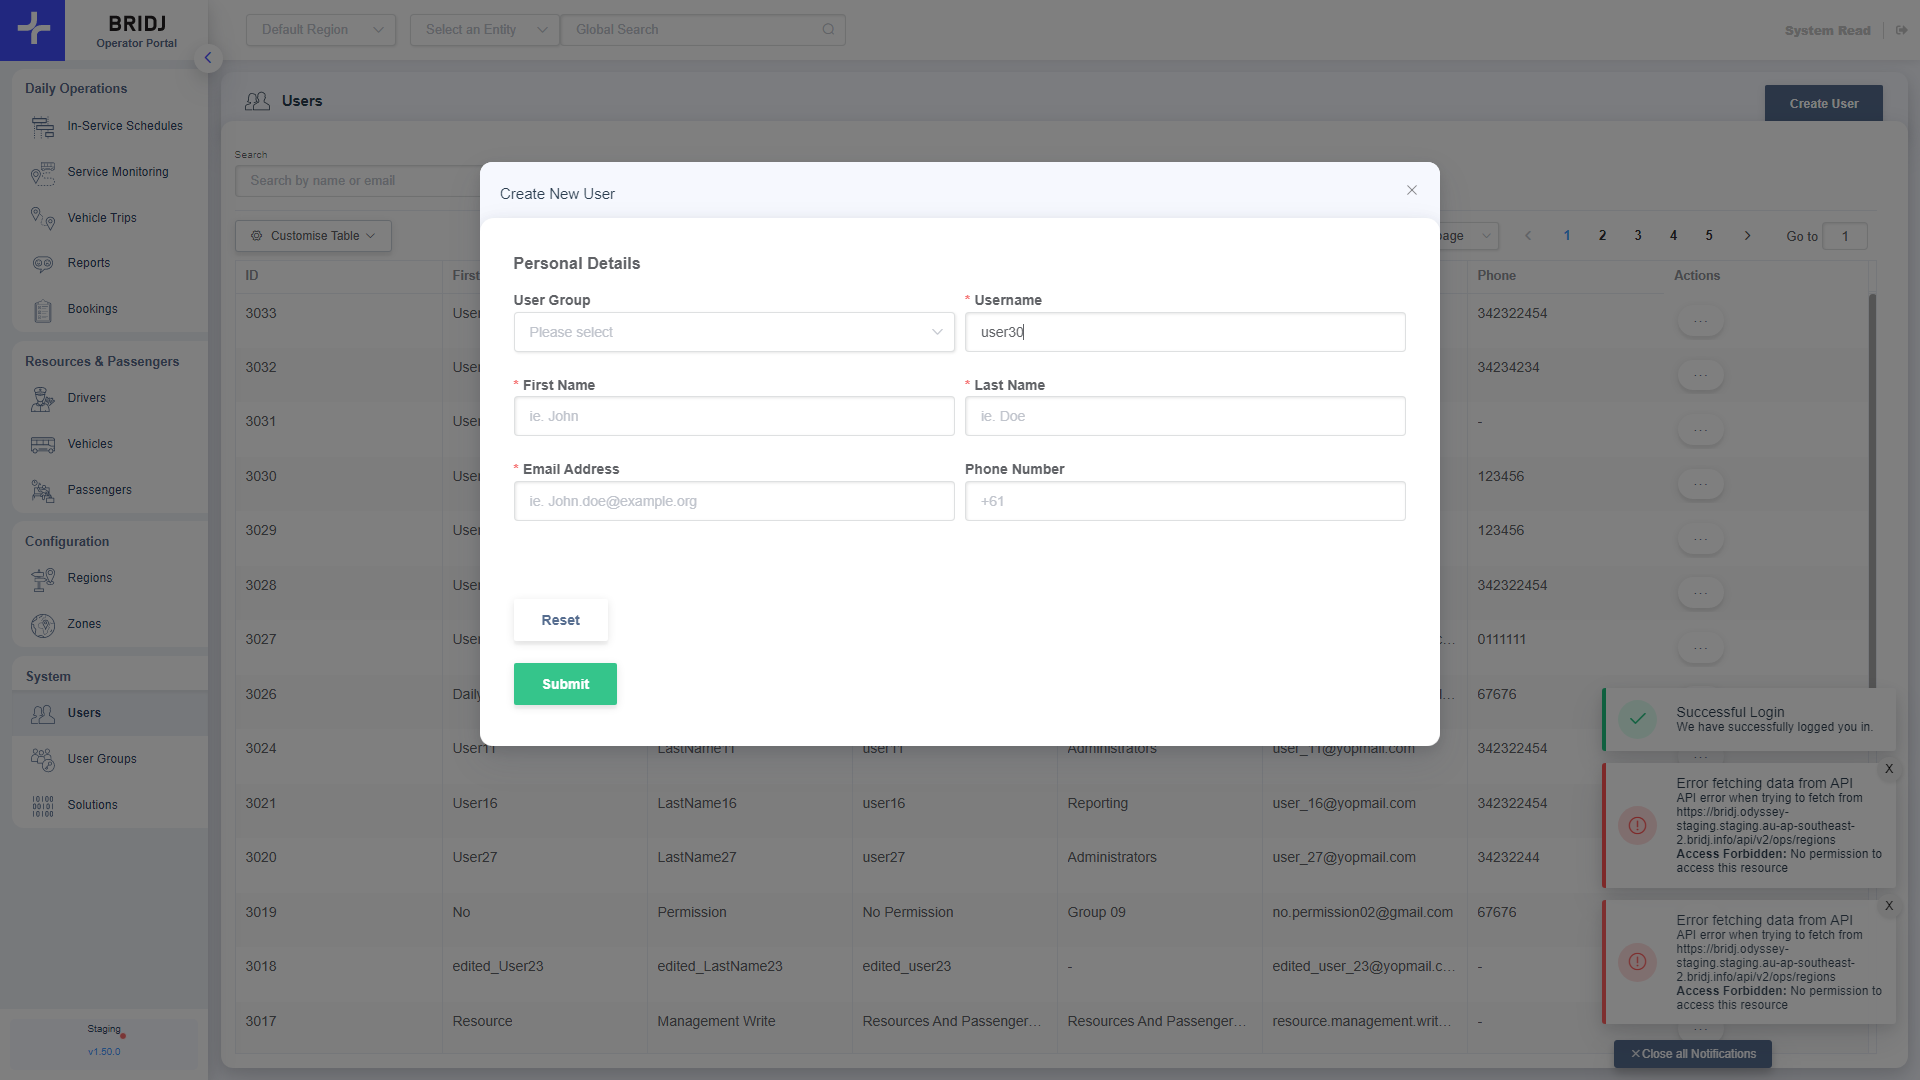 BRIDJ
Operator Portal
Default Region
Select an Entity
Global Search
System Read
Daily Operations
In-Service Schedules
Service Monitoring
Vehicle Trips
Reports
Bookings
Resources & Passengers
Drivers
Vehicles
Passengers
Configuration
Regions
Zones
System
Users
User Groups
Solutions
Staging
v1.50.0
Users
Create User
Search
Search by name or email
Customise Table
age
1
2
3
4
5
Go to
1
ID First Phone Actions
3033 User 342322454 ...
3032 User 34234234 ...
3031 User - ...
3030 User 123456 ...
3029 User 123456 ...
3028 User 342322454 ...
3027 User 0111111 ...
3026 Daily 67676
3024 User11 LastName11 user11 Administrators user_11@yopmail.com 342322454 ...
3021 User16 LastName16 user16 Reporting user_16@yopmail.com 342322454
3020 User27 LastName27 user27 Administrators user_27@yopmail.com 34232244
3019 No Permission No Permission Group 09 no.permission02@gmail.com 67676
3018 edited_User23 edited_LastName23 edited_user23 - edited_user_23@yopmail.c... -
3017 Resource Management Write Resources And Passenger... Resources And Passenger... resource.management.writ... - ...
Create New User
Personal Details
User Group
Please select
* Username
user30
* First Name
ie. John
* Last Name
ie. Doe
* Email Address
ie. John.doe@example.org
Phone Number
+61
Reset
Submit
Successful Login
We have successfully logged you in.
X
Error fetching data from API
API error when trying to fetch from
https://bridj.odyssey-
staging.staging.au-ap-southeast-
2.bridj.info/api/v2/ops/regions
Access Forbidden: No permission to
access this resource
X
Error fetching data from API
API error when trying to fetch from
https://bridj.odyssey-
staging.staging.au-ap-southeast-
2.bridj.info/api/v2/ops/regions
Access Forbidden: No permission to
access this resource
×Close all Notifications